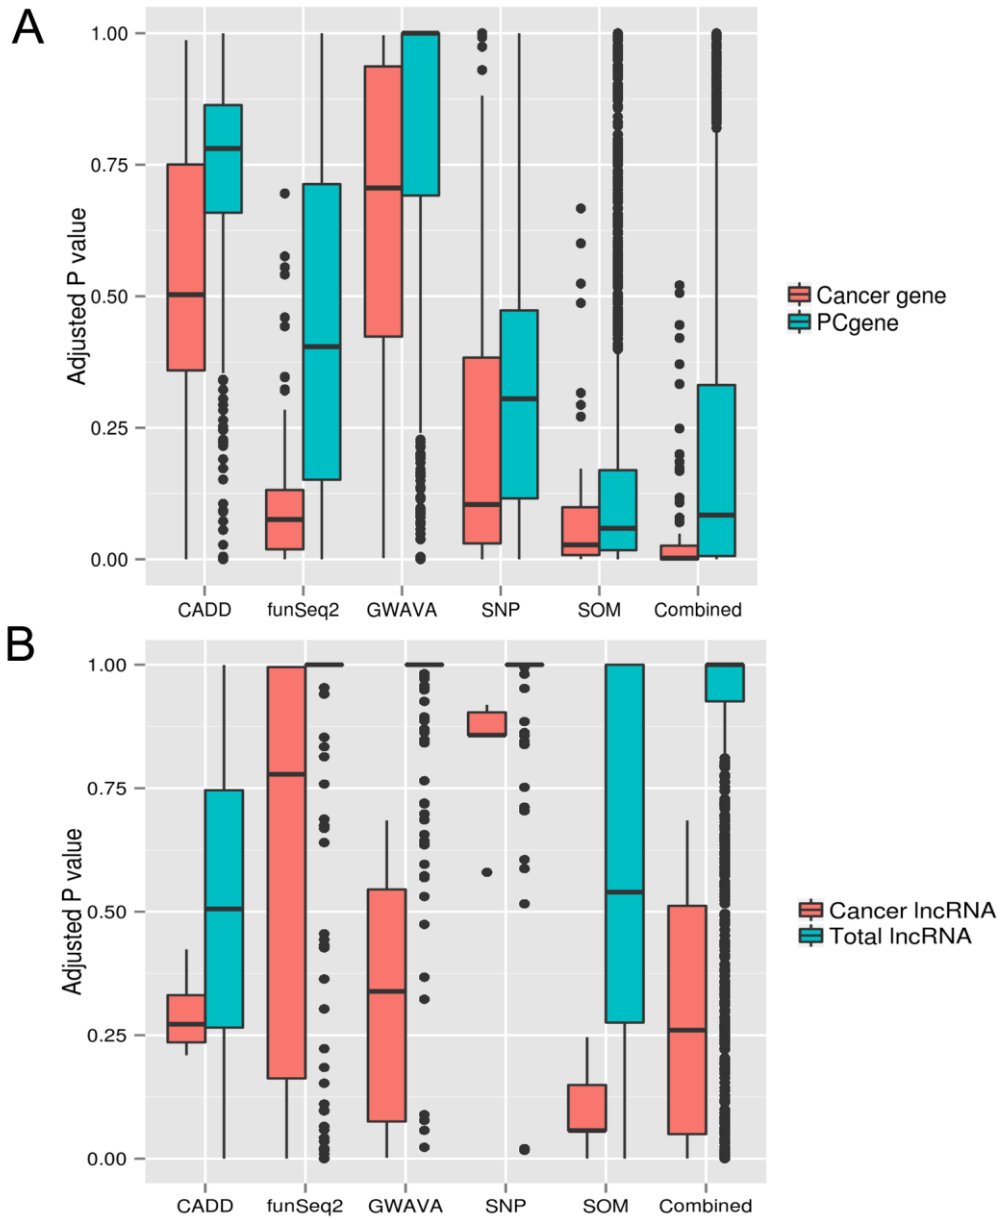 A
Adjusted P value
1.00
0.75
0.50
0.25
0.00
CADD funSeq2 GWAVA SNP SOM Combined
Cancer gene
PCgene
B
Adjusted P value
1.00
0.75
0.50
0.25
0.00
CADD funSeq2 GWAVA SNP SOM Combined
Cancer lncRNA
Total lncRNA